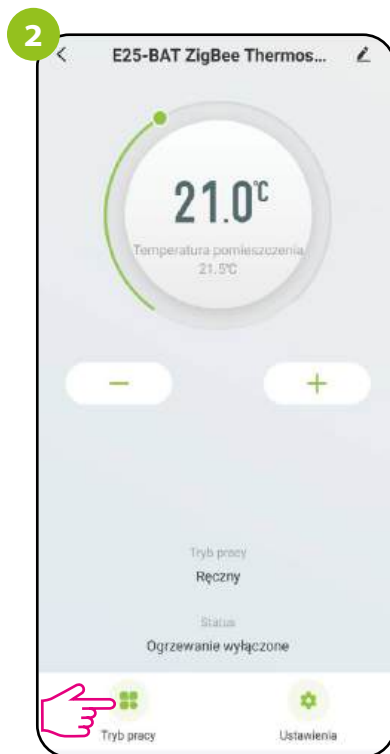 2
E25-BAT ZigBee Thermos...
21.0°C
Temperatura pomieszczenia
21.5°C
− +
Tryb pracy
Ręczny
Status
Ogrzewanie wyłączone
Tryb pracy Ustawienia